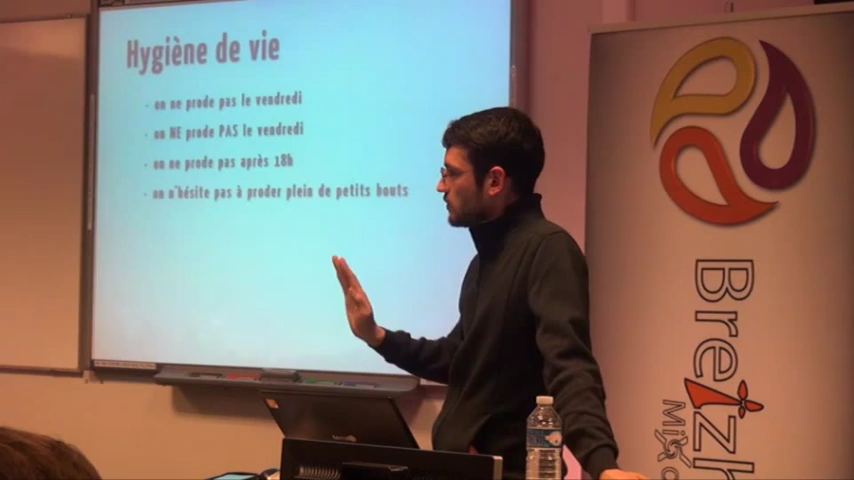 Hygiène de vie
- on ne prode pas le vendredi
- on NE prode PAS le vendredi
- on ne prode pas après 18h
- on n'hésite pas à proder plein de petits bouts
Breizh